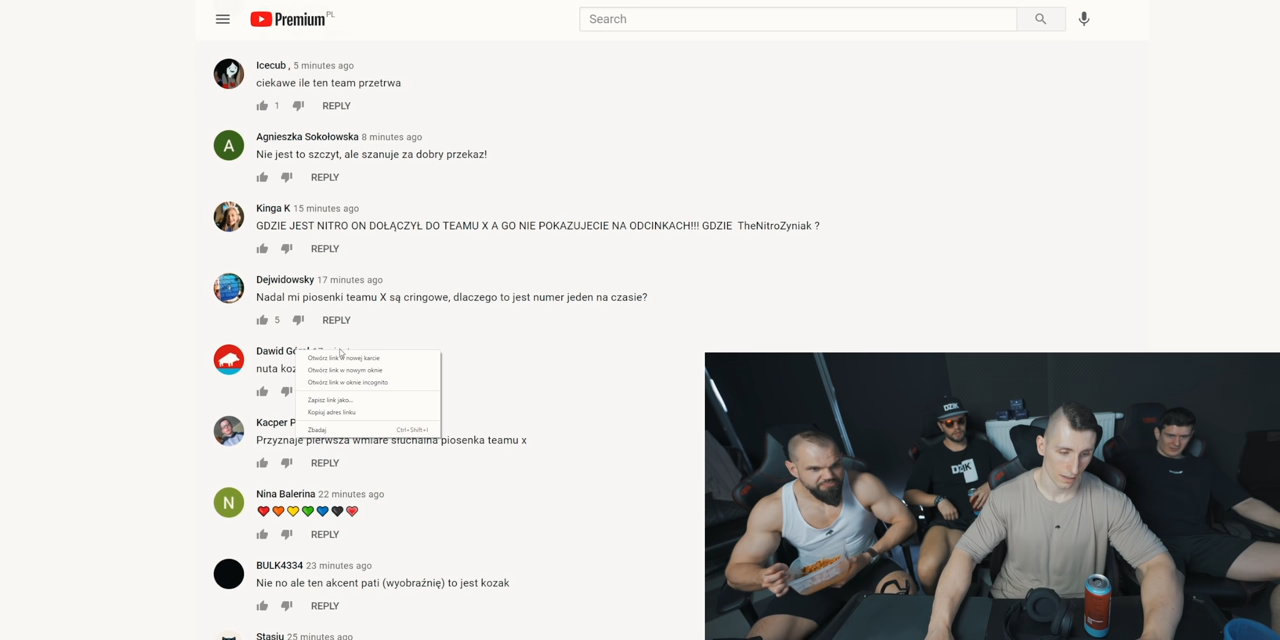 Premium PL
Search
Icecub , 5 minutes ago
ciekawe ile ten team przetrwa
1 REPLY
A
Agnieszka Sokołowska 8 minutes ago
Nie jest to szczyt, ale szanuje za dobry przekaz!
REPLY
Kinga K 15 minutes ago
GDZIE JEST NITRO ON DOŁĄCZYŁ DO TEAMU X A GO NIE POKAZUJECIE NA ODCINKACH!!! GDZIE TheNitroZyniak ?
REPLY
Dejwidowsky 17 minutes ago
Nadal mi piosenki teamu X są cringowe, dlaczego to jest numer jeden na czasie?
5 REPLY
Dawid
nuta
Otwórz link w nowej karcie
Otwórz link w nowym oknie
Otwórz link w oknie incognito
Zapisz link jako...
Kopiuj adres linku
Zbadaj Ctrl+Shift+I
Kacper P
Przyznaje pierwsza wmiare słuchalna piosenka teamu x
REPLY
N
Nina Balerina 22 minutes ago
REPLY
BULK4334 23 minutes ago
Nie no ale ten akcent pati (wyobraźnię) to jest kozak
REPLY
Stasiu 25 minutes ago
DZIK